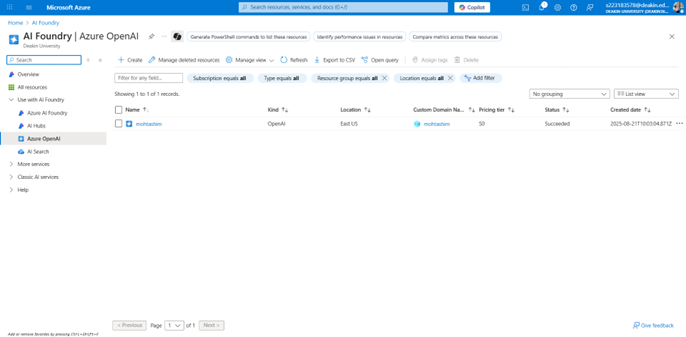 Microsoft Azure
Search resources, services, and docs (G+/)
Copilot
s223183578@deakin.ed...
DEAKIN UNIVERSITY (DEAKIN....
Home > AI Foundry
AI Foundry | Azure OpenAI
Deakin University
Generate PowerShell commands to list these resources
Identify performance issues in resources
Compare metrics across these resources
Search
Create
Manage deleted resources
Manage view
Refresh
Export to CSV
Open query
Assign tags
Delete
Overview
All resources
Use with AI Foundry
Azure AI Foundry
AI Hubs
Azure OpenAI
AI Search
More services
Classic AI services
Help
Filter for any field...
Subscription equals all
Type equals all
Resource group equals all
Location equals all
Add filter
Showing 1 to 1 of 1 records.
No grouping
List view
Name
Kind
Location
Custom Domain Na...
Pricing tier
Status
Created date
mohtashim
OpenAI
East US
mohtashim
S0
Succeeded
2025-08-21T10:03:04.871Z
< Previous
Page
1
of 1
Next >
Give feedback
Add or remove favorites by pressing Ctrl+Shift+F